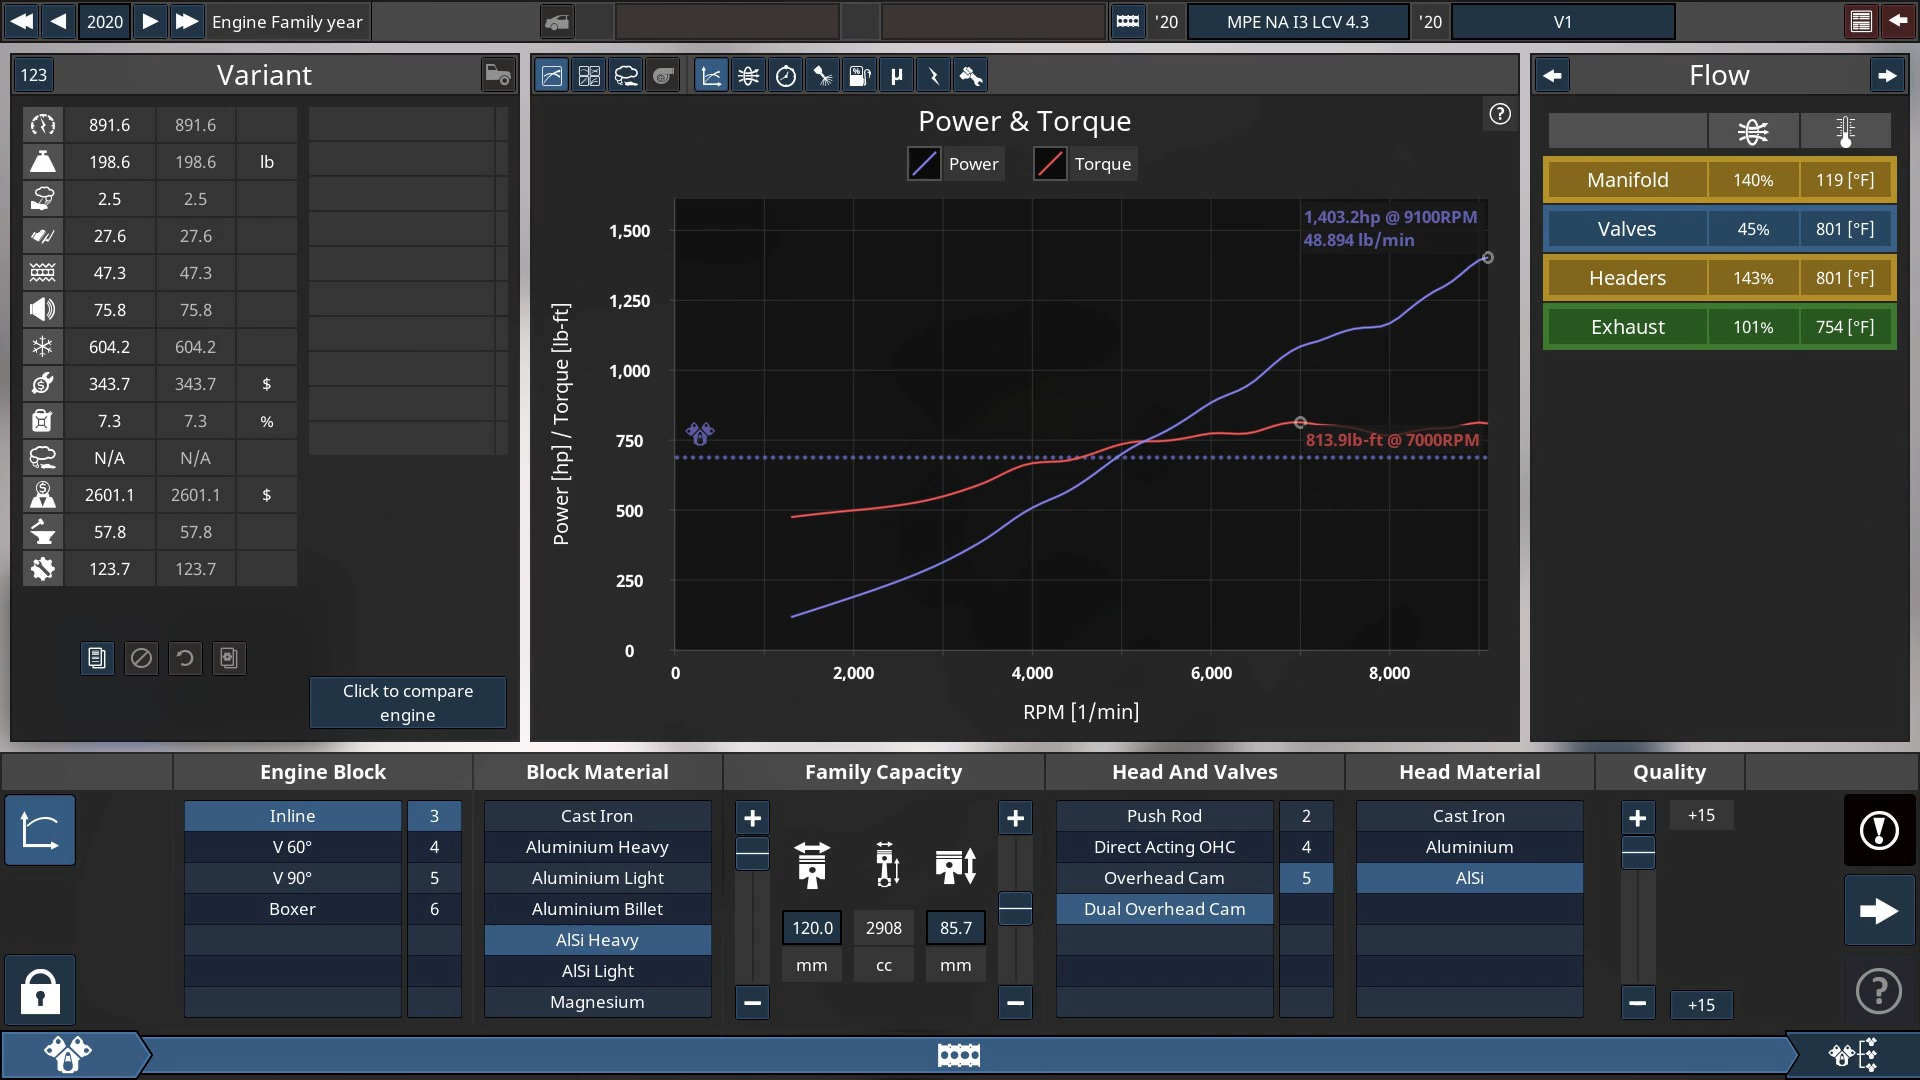 2020
Engine Family year
'20
MPE NA I3 LCV 4.3
'20
V1
123
Variant
891.6 891.6
198.6 198.6 lb
2.5 2.5
27.6 27.6
47.3 47.3
75.8 75.8
604.2 604.2
343.7 343.7 $
7.3 7.3 %
N/A N/A
2601.1 2601.1 $
57.8 57.8
123.7 123.7
Click to compare
engine
µ
Power & Torque
?
Power
Torque
1,403.2hp @ 9100RPM
48.894 lb/min
813.9lb-ft @ 7000RPM
Power [hp] / Torque [lb-ft]
1,500
1,250
1,000
750
500
250
0
0 2,000 4,000 6,000 8,000
RPM [1/min]
Flow
Manifold 140% 119 [°F]
Valves 45% 801 [°F]
Headers 143% 801 [°F]
Exhaust 101% 754 [°F]
Engine Block
Inline 3
V 60° 4
V 90° 5
Boxer 6
Block Material
Cast Iron
Aluminium Heavy
Aluminium Light
Aluminium Billet
AlSi Heavy
AlSi Light
Magnesium
Family Capacity
120.0 2908 85.7
mm cc mm
Head And Valves
Push Rod 2
Direct Acting OHC 4
Overhead Cam 5
Dual Overhead Cam
Head Material
Cast Iron
Aluminium
AlSi
Quality
+15
+15
?